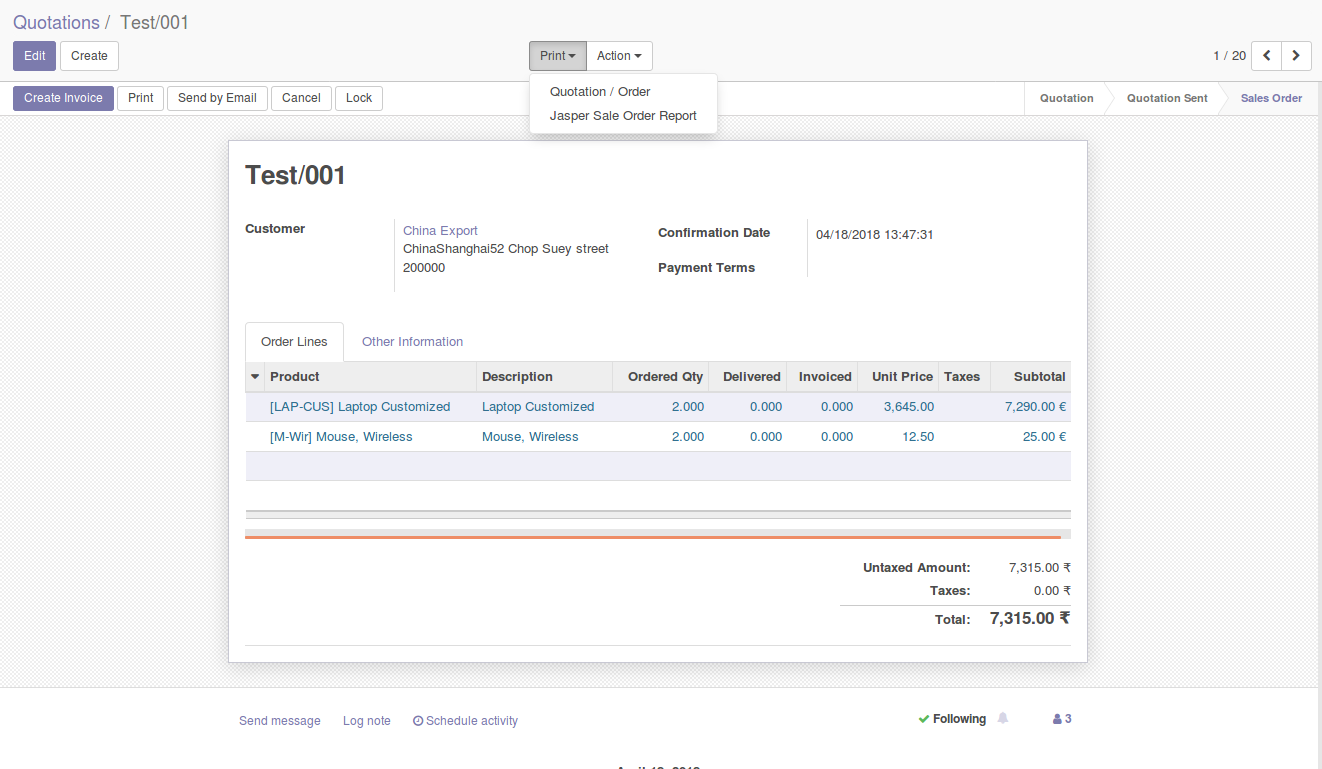 Quotations / Test/001
Edit Create Print Action 1 / 20
Quotation / Order
Jasper Sale Order Report
Create Invoice Print Send by Email Cancel Lock Quotation Quotation Sent Sales Order
Test/001
Customer China Export
ChinaShanghai52 Chop Suey street
200000
Confirmation Date 04/18/2018 13:47:31
Payment Terms
Order Lines Other Information
Product Description Ordered Qty Delivered Invoiced Unit Price Taxes Subtotal
[LAP-CUS] Laptop Customized Laptop Customized 2.000 0.000 0.000 3,645.00 7,290.00 €
[M-Wir] Mouse, Wireless Mouse, Wireless 2.000 0.000 0.000 12.50 25.00 €
Untaxed Amount: 7,315.00 ₹
Taxes: 0.00 ₹
Total: 7,315.00 ₹
Send message Log note Schedule activity Following 3